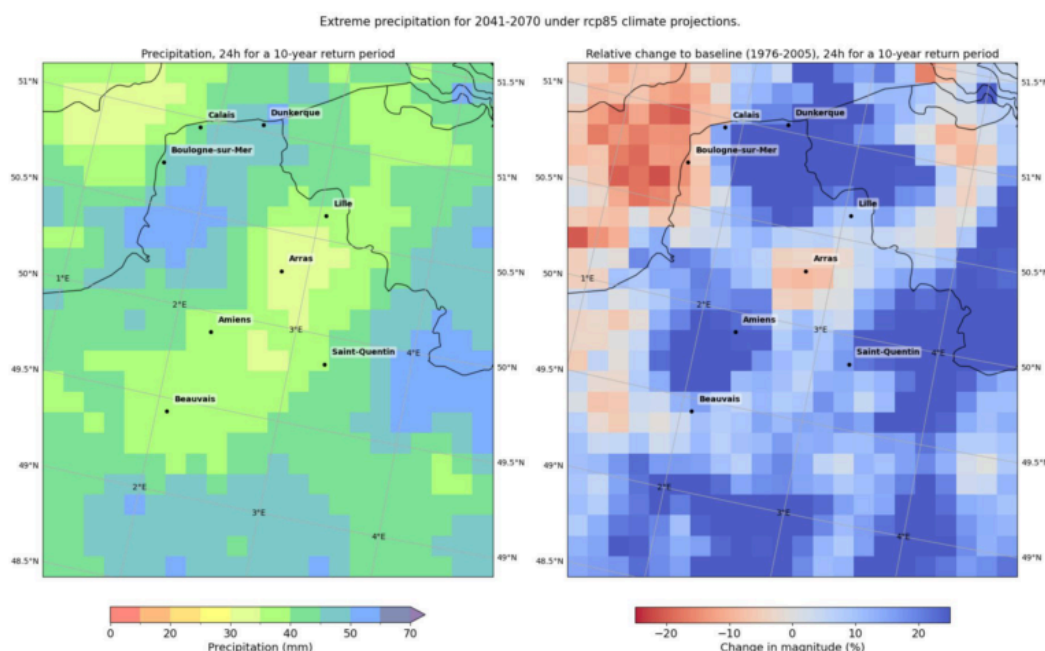 Extreme precipitation for 2041-2070 under rcp85 climate projections.
Precipitation, 24h for a 10-year return period
51°N
51.5°N
Calais
Dunkerque
Boulogne-sur-Mer
50.5°N
51°N
Lille
Arras
50°N
1°E
50.5°N
2°E
Amiens
3°E
Saint-Quentin
4°E
49.5°N
50°N
Beauvais
49°N
49.5°N
2°E
3°E
4°E
48.5°N
49°N
0
20
30
40
50
70
Precipitation (mm)
Relative change to baseline (1976-2005), 24h for a 10-year return period
51°N
51.5°N
Calais
Dunkerque
Boulogne-sur-Mer
50.5°N
51°N
Lille
Arras
50°N
1°E
50.5°N
2°E
Amiens
3°E
Saint-Quentin
4°E
49.5°N
50°N
Beauvais
49°N
49.5°N
2°E
3°E
4°E
48.5°N
49°N
−20
−10
0
20
Change in magnitude (%)